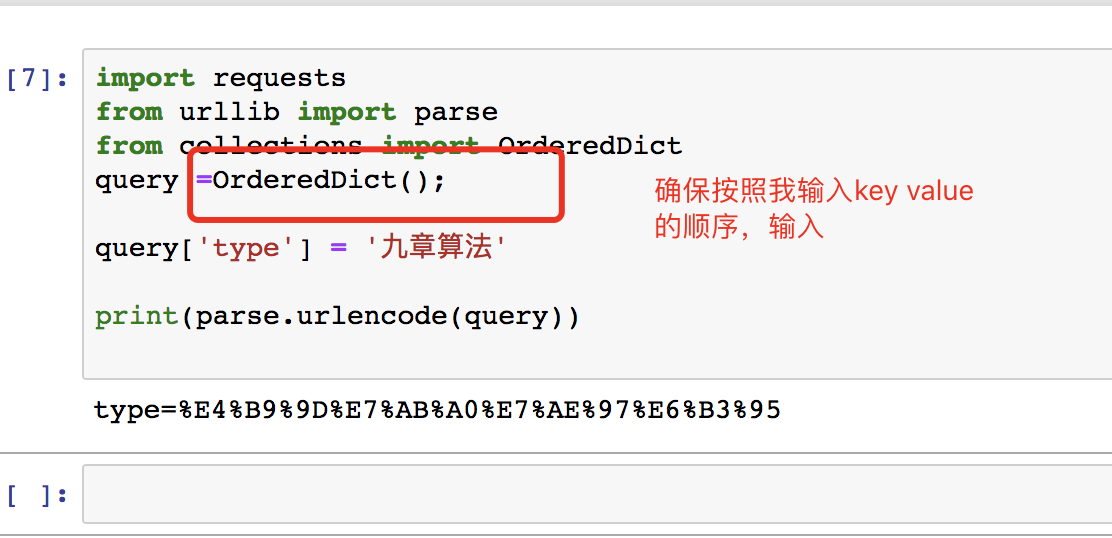 [7]:
import requests
from urllib import parse
from collections import OrderedDict
query =OrderedDict();
确保按照我输入key value
的顺序，输入
query['type'] = '九章算法'
print(parse.urlencode(query))
type=%E4%B9%9D%E7%AB%A0%E7%AE%97%E6%B3%95
[ ]: